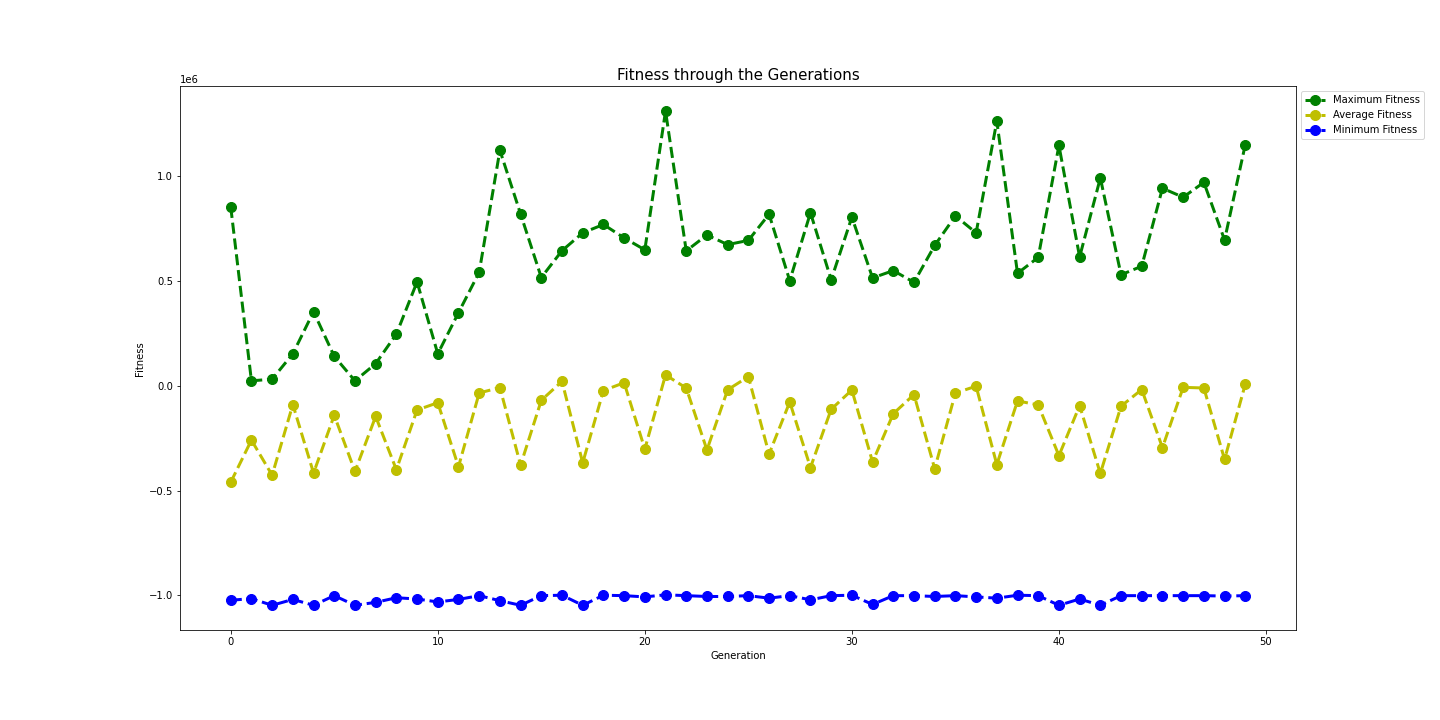 Fitness through the Generations
1e6
Maximum Fitness
Average Fitness
Minimum Fitness
1.0
0.5
0.0
−0.5
−1.0
Fitness
0 10 20 30 40 50
Generation